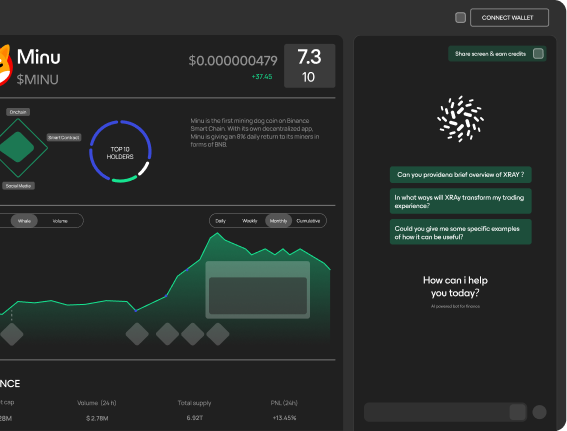 CONNECT WALLET
Share screen & earn credits
Minu
$MINU
$0.000000479
+37.45
7.3
10
Onchain
Smart Contract
Social Media
TOP 10
HOLDERS
Minu is the first mining dog coin on Binance
Smart Chain. With its own dacentralized app,
Minu is giving an 8% daily return to its miners in
forms of BNB.
Whale
Volume
Daily
Weekly
Monthly
Cumulative
Can you providena brief overview of XRAY ?
In what ways will XRAy transform my trading
experience?
Could you give me some specific examples
of how it can be useful?
How can i help
you today?
AI powered bot for finance
NCE
t cap
Volume (24 h)
Total supply
PNL (24h)
28M
$2.78M
6.92T
+13.45%